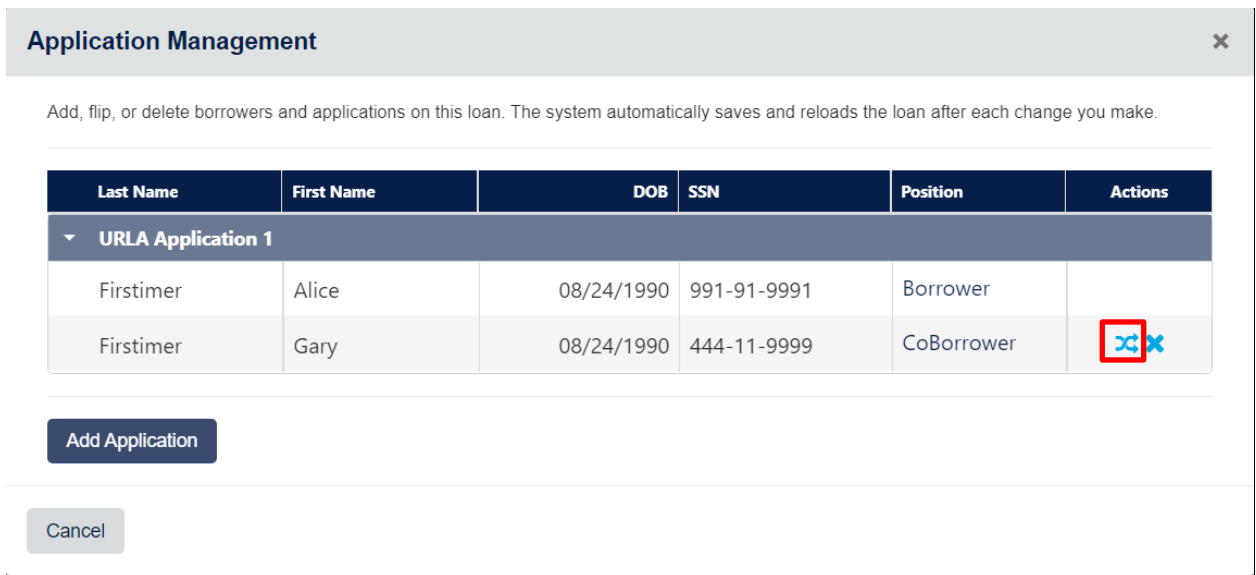 Application Management
Add, flip, or delete borrowers and applications on this loan. The system automatically saves and reloads the loan after each change you make.
Last Name First Name DOB SSN Position Actions
URLA Application 1
Firstimer Alice 08/24/1990 991-91-9991 Borrower
Firstimer Gary 08/24/1990 444-11-9999 CoBorrower
Add Application
Cancel